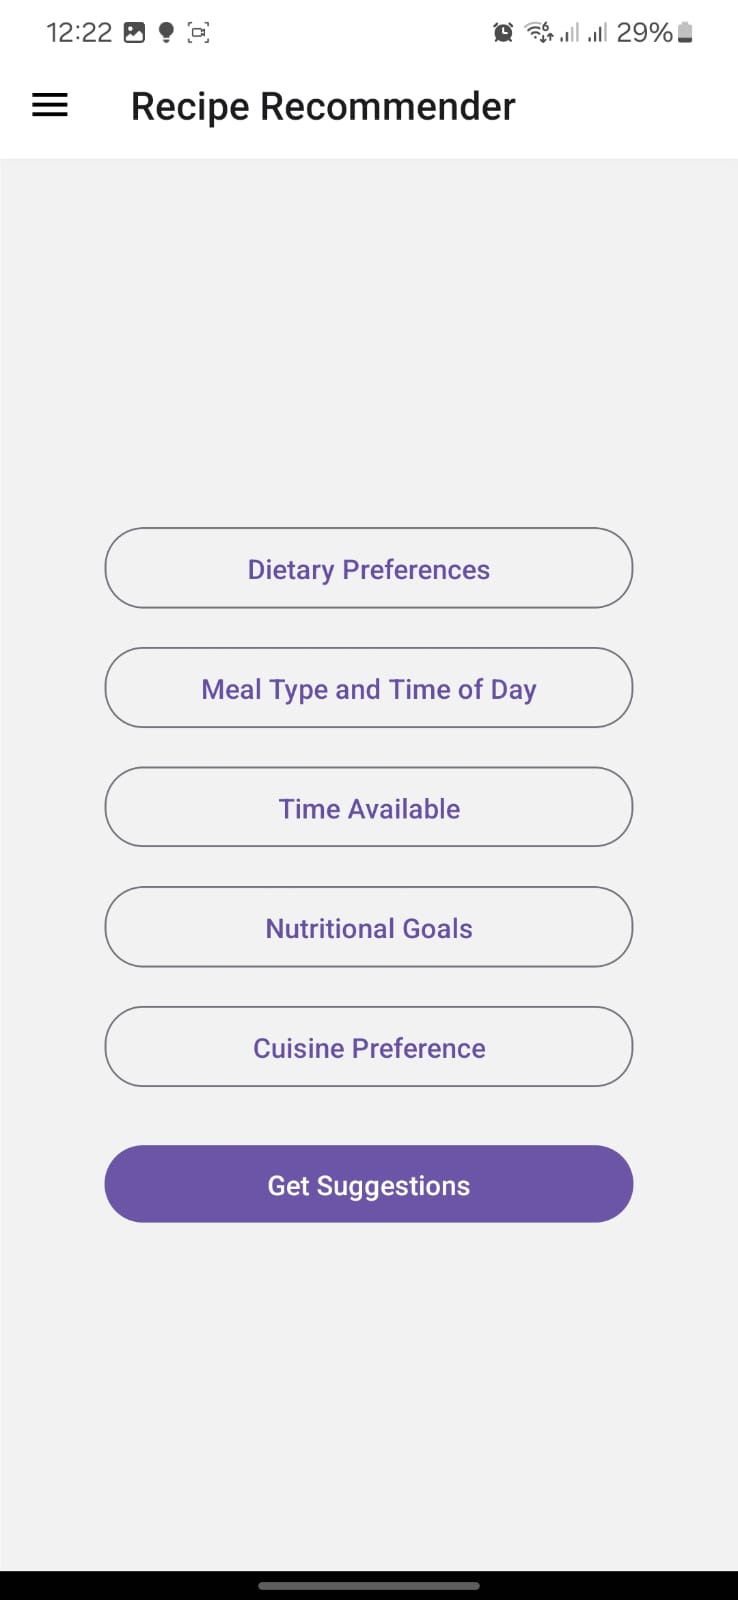 12:22 29%
Recipe Recommender
Dietary Preferences
Meal Type and Time of Day
Time Available
Nutritional Goals
Cuisine Preference
Get Suggestions